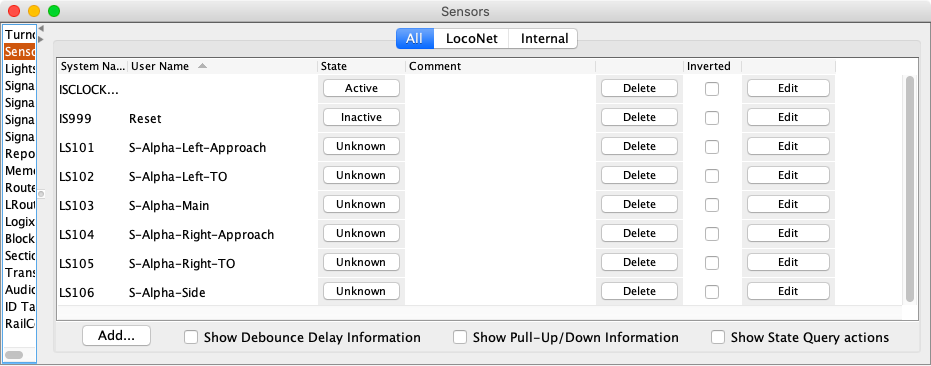 Sensors
All LocoNet Internal
Turno
Senso
Lights
Signa
Signa
Signa
Signa
Repo
Memo
Route
LRout
Logix
Block
Secti
Trans
Audio
ID Ta
RailCo
System Na... User Name State Comment Inverted
ISCLOCK... Active Delete Edit
IS999 Reset Inactive Delete Edit
LS101 S-Alpha-Left-Approach Unknown Delete Edit
LS102 S-Alpha-Left-TO Unknown Delete Edit
LS103 S-Alpha-Main Unknown Delete Edit
LS104 S-Alpha-Right-Approach Unknown Delete Edit
LS105 S-Alpha-Right-TO Unknown Delete Edit
LS106 S-Alpha-Side Unknown Delete Edit
Add... Show Debounce Delay Information Show Pull-Up/Down Information Show State Query actions